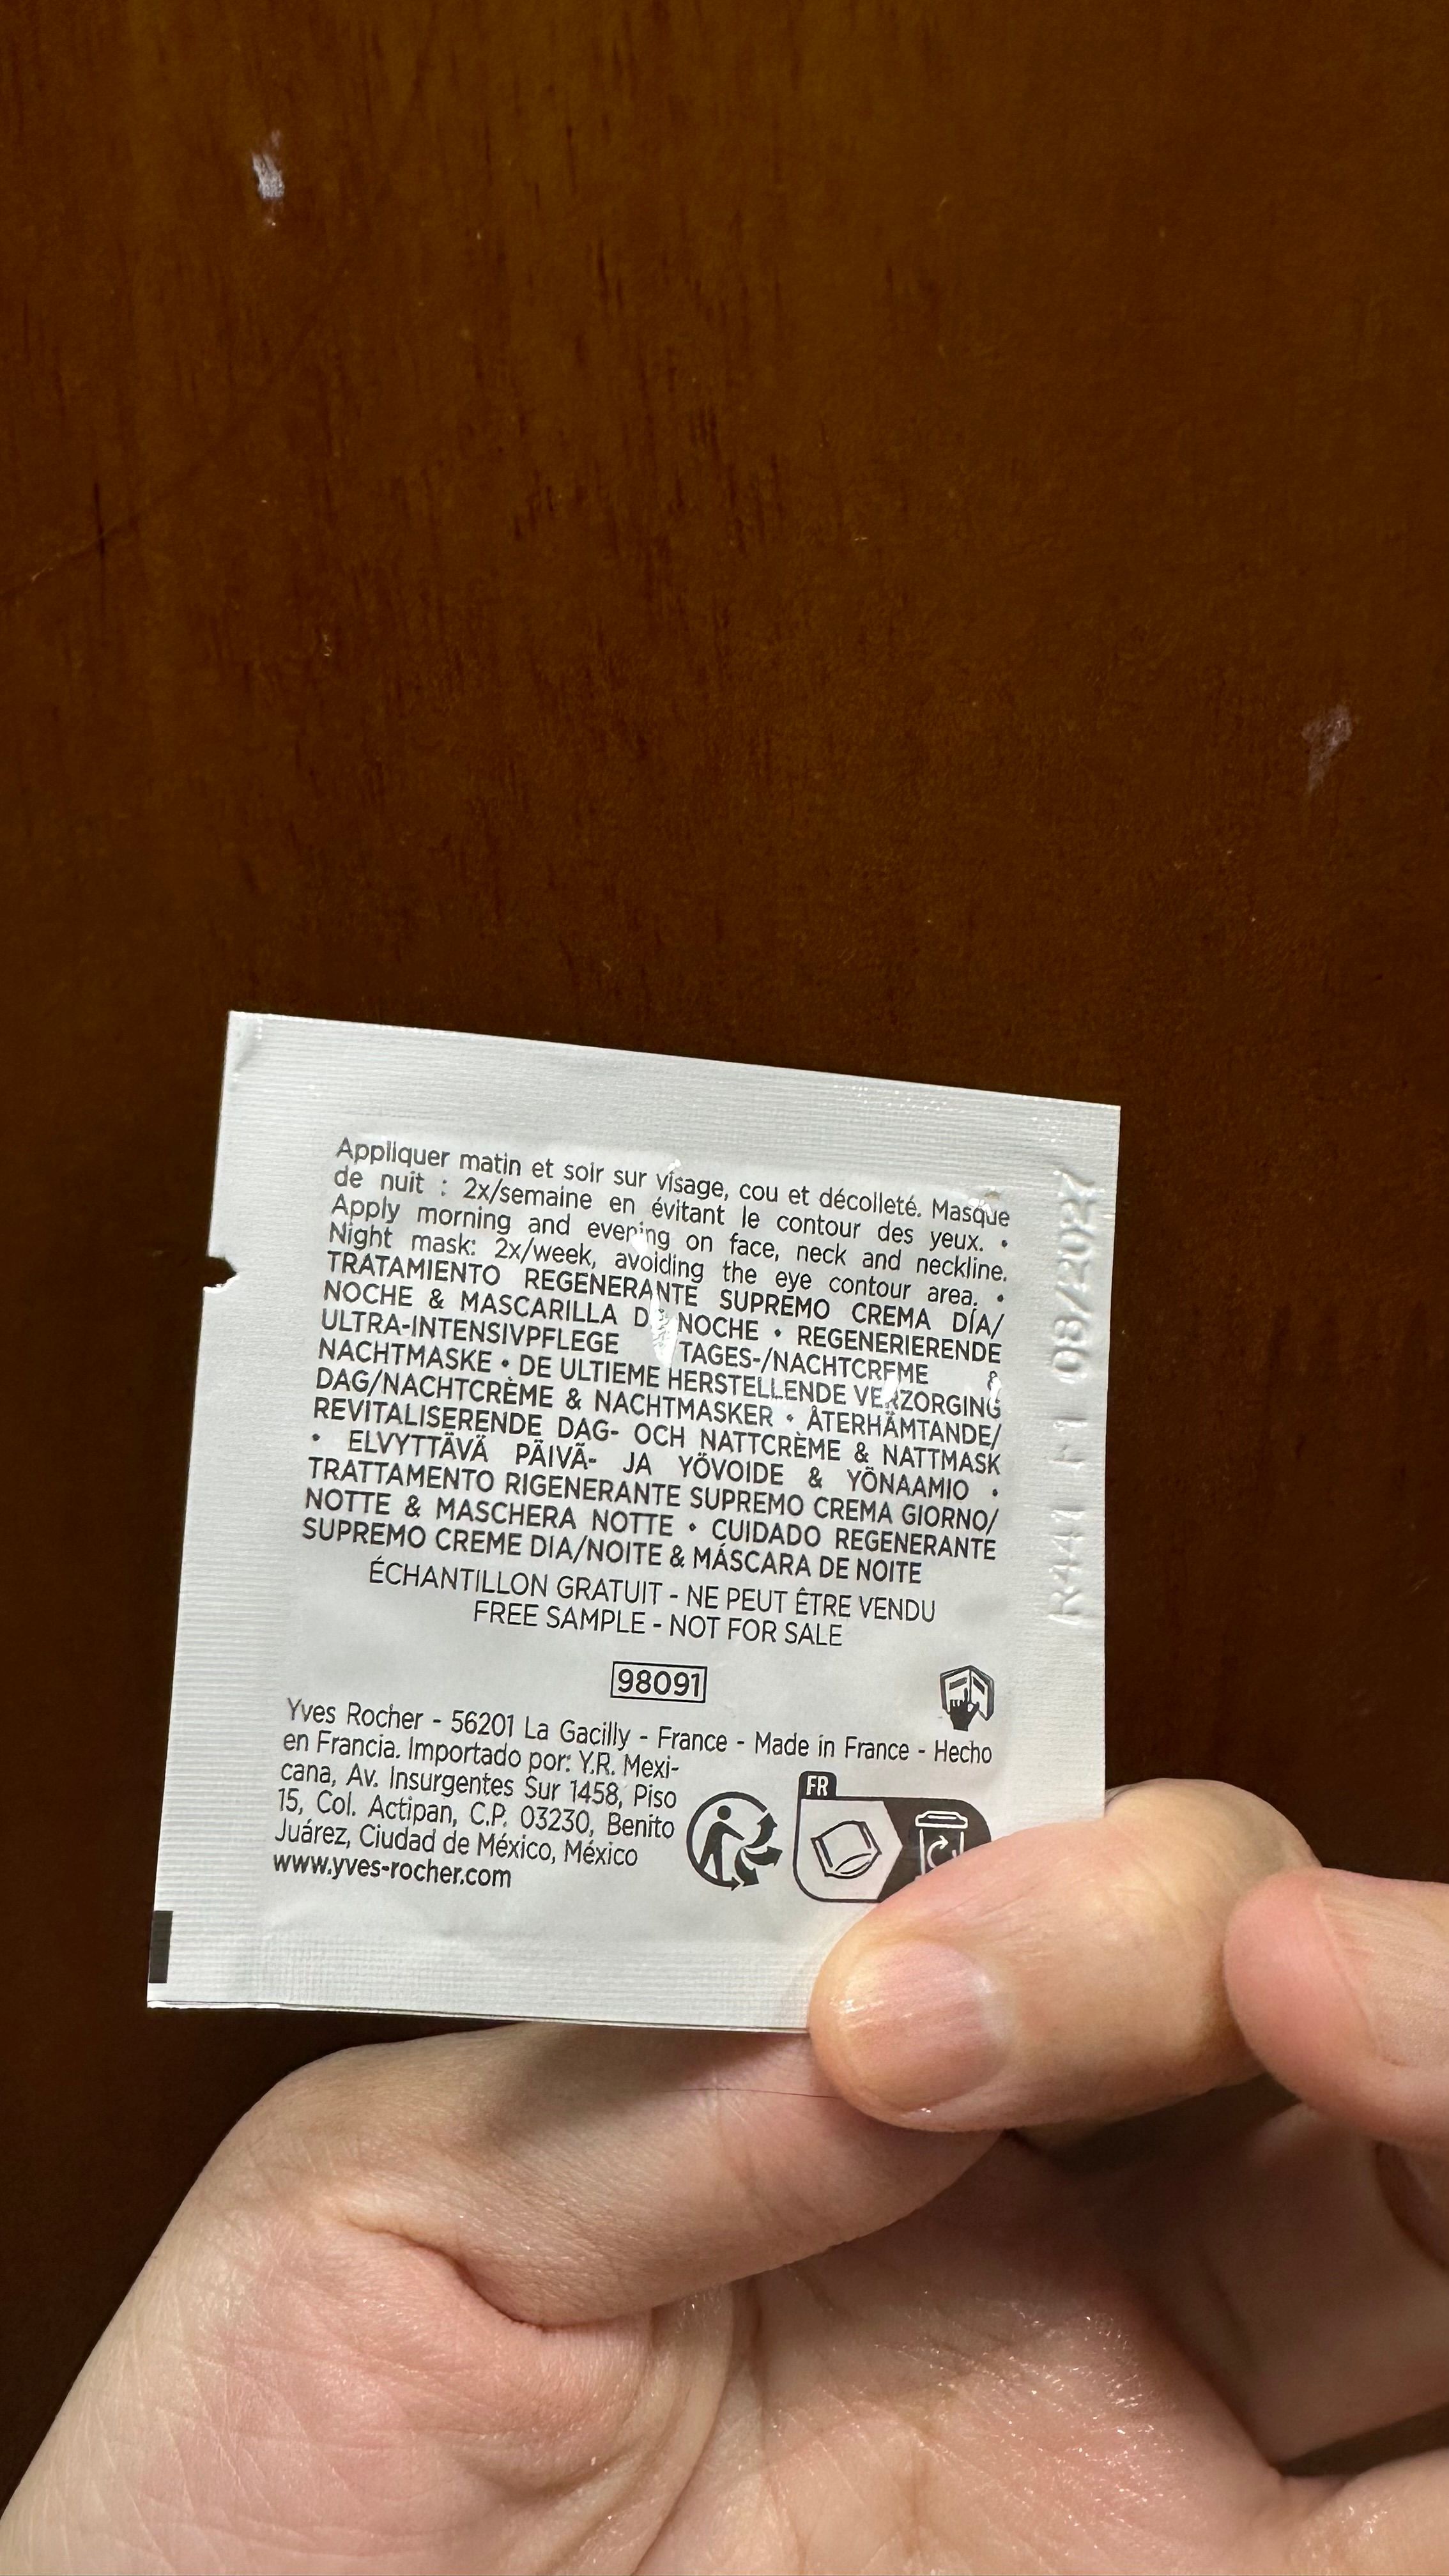 Appliquer matin et soir sur visage, cou et décolleté. Masque
de nuit : 2x/semaine en évitant le contour des yeux. •
Apply morning and evening on face, neck and neckline.
Night mask: 2x/week, avoiding the eye contour area. •
TRATAMIENTO REGENERANTE SUPREMO CREMA DÍA/
NOCHE & MASCARILLA DE NOCHE • REGENERIERENDE
ULTRA-INTENSIVPFLEGE TAGES-/NACHTCREME &
NACHTMASKE • DE ULTIEME HERSTELLENDE VERZORGING
DAG/NACHTCRÈME & NACHTMASKER • ÅTERHÄMTANDE/
REVITALISERENDE DAG- OCH NATTCRÈME & NATTMASK
• ELVYTTÄVÄ PÄIVÄ- JA YÖVOIDE & YÖNAAMIO •
TRATTAMENTO RIGENERANTE SUPREMO CREMA GIORNO/
NOTTE & MASCHERA NOTTE • CUIDADO REGENERANTE
SUPREMO CREME DIA/NOITE & MÁSCARA DE NOITE
ÉCHANTILLON GRATUIT - NE PEUT ÊTRE VENDU
FREE SAMPLE - NOT FOR SALE
98091
Yves Rocher - 56201 La Gacilly - France - Made in France - Hecho
en Francia. Importado por: Y.R. Mexi-
cana, Av. Insurgentes Sur 1458, Piso
15, Col. Actipan, C.P. 03230, Benito
Juárez, Ciudad de México, México
www.yves-rocher.com
FR
08/2027